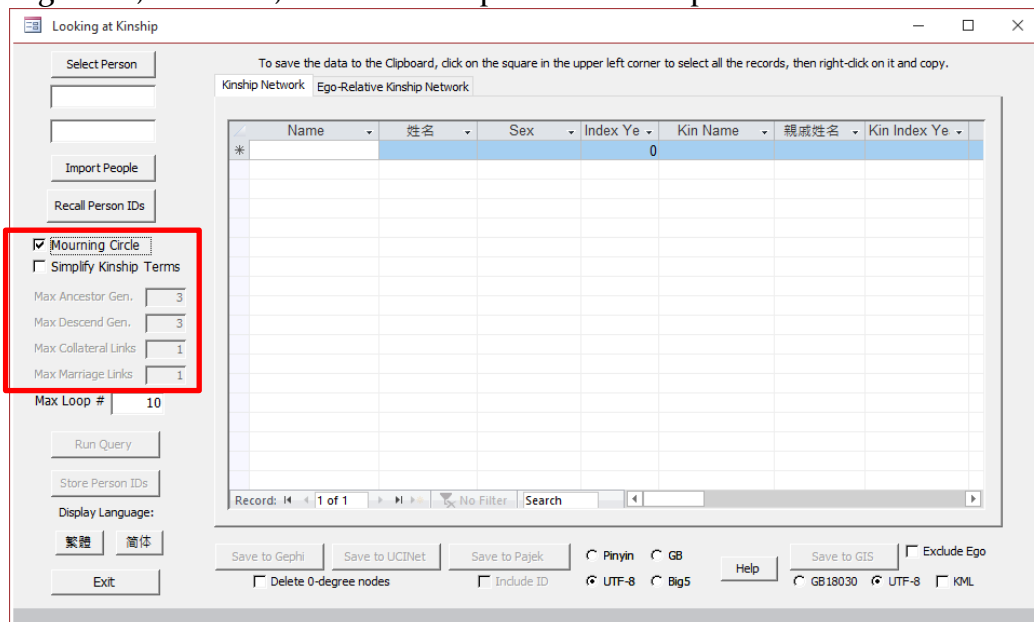 Looking at Kinship
Select Person
To save the data to the Clipboard, click on the square in the upper left corner to select all the records, then right-click on it and copy.
Kinship Network Ego-Relative Kinship Network
Name 姓名 Sex Index Ye Kin Name 親戚姓名 Kin Index Ye
0
Import People
Recall Person IDs
Mourning Circle
Simplify Kinship Terms
Max Ancestor Gen. 3
Max Descend Gen. 3
Max Collateral Links 1
Max Marriage Links 1
Max Loop # 10
Run Query
Store Person IDs
Record: 1 of 1 No Filter Search
Display Language:
繁體 简体
Save to Gephi Save to UCINet Save to Pajek Pinyin GB Help Save to GIS Exclude Ego
Exit Delete 0-degree nodes Include ID UTF-8 Big5 GB18030 UTF-8 KML